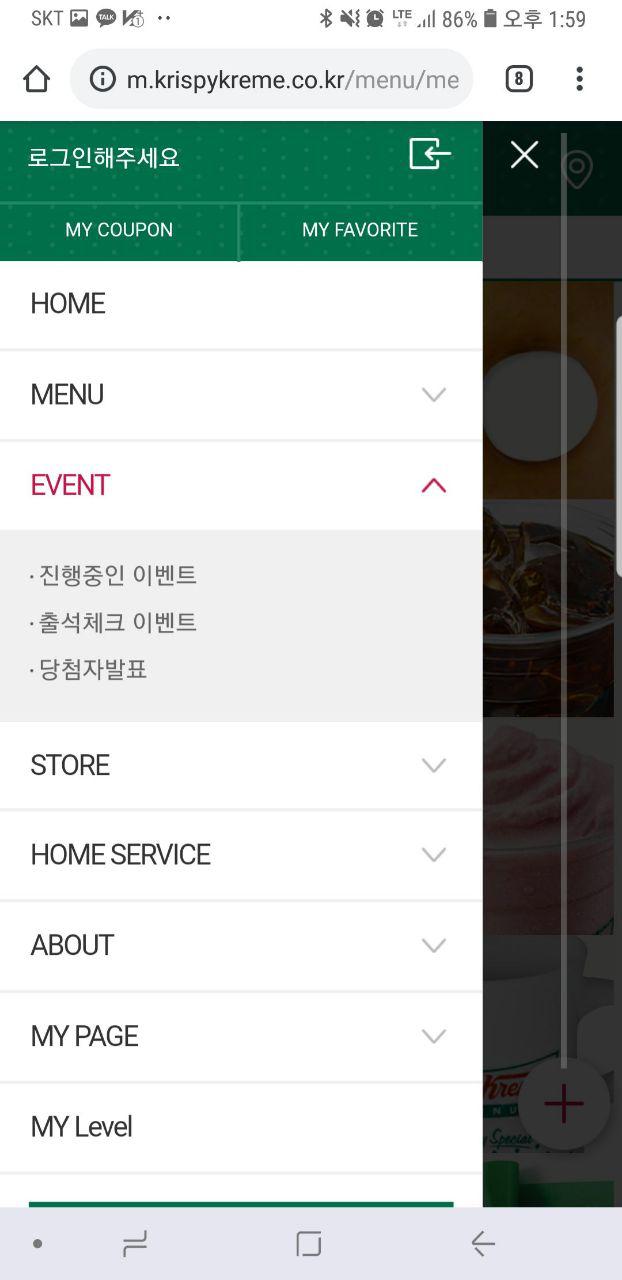 SKT TALK LTE 86% 오후 1:59
m.krispykreme.co.kr/menu/me 8
로그인해주세요
MY COUPON MY FAVORITE
HOME
MENU
EVENT
· 진행중인 이벤트
· 출석체크 이벤트
· 당첨자발표
STORE
HOME SERVICE
ABOUT
MY PAGE
MY Level